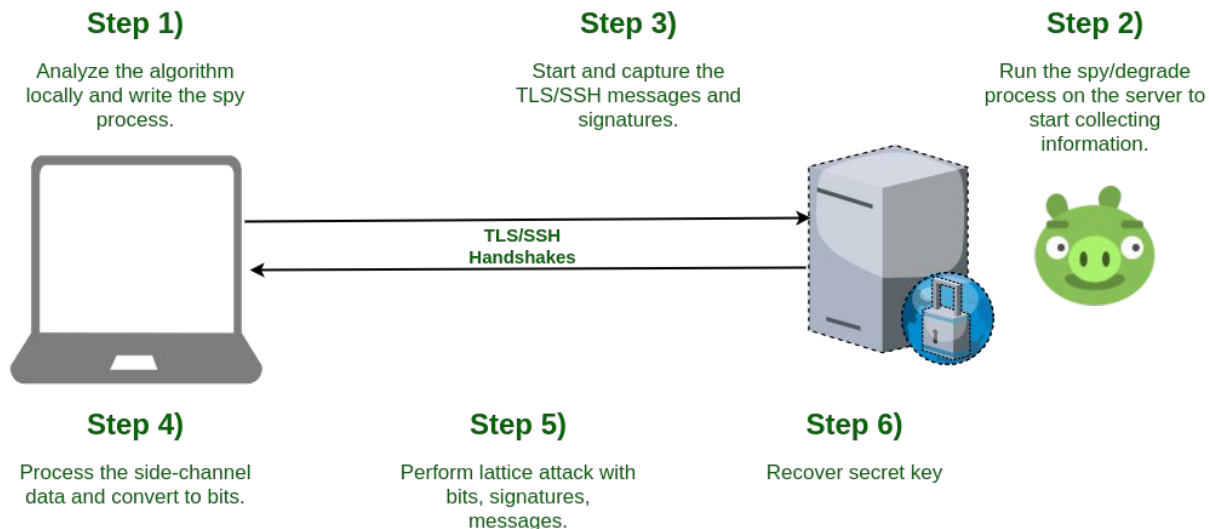 Step 1)
Analyze the algorithm
locally and write the spy
process.
Step 3)
Start and capture the
TLS/SSH messages and
signatures.
Step 2)
Run the spy/degrade
process on the server to
start collecting
information.
TLS/SSH
Handshakes
Step 4)
Process the side-channel
data and convert to bits.
Step 5)
Perform lattice attack with
bits, signatures,
messages.
Step 6)
Recover secret key